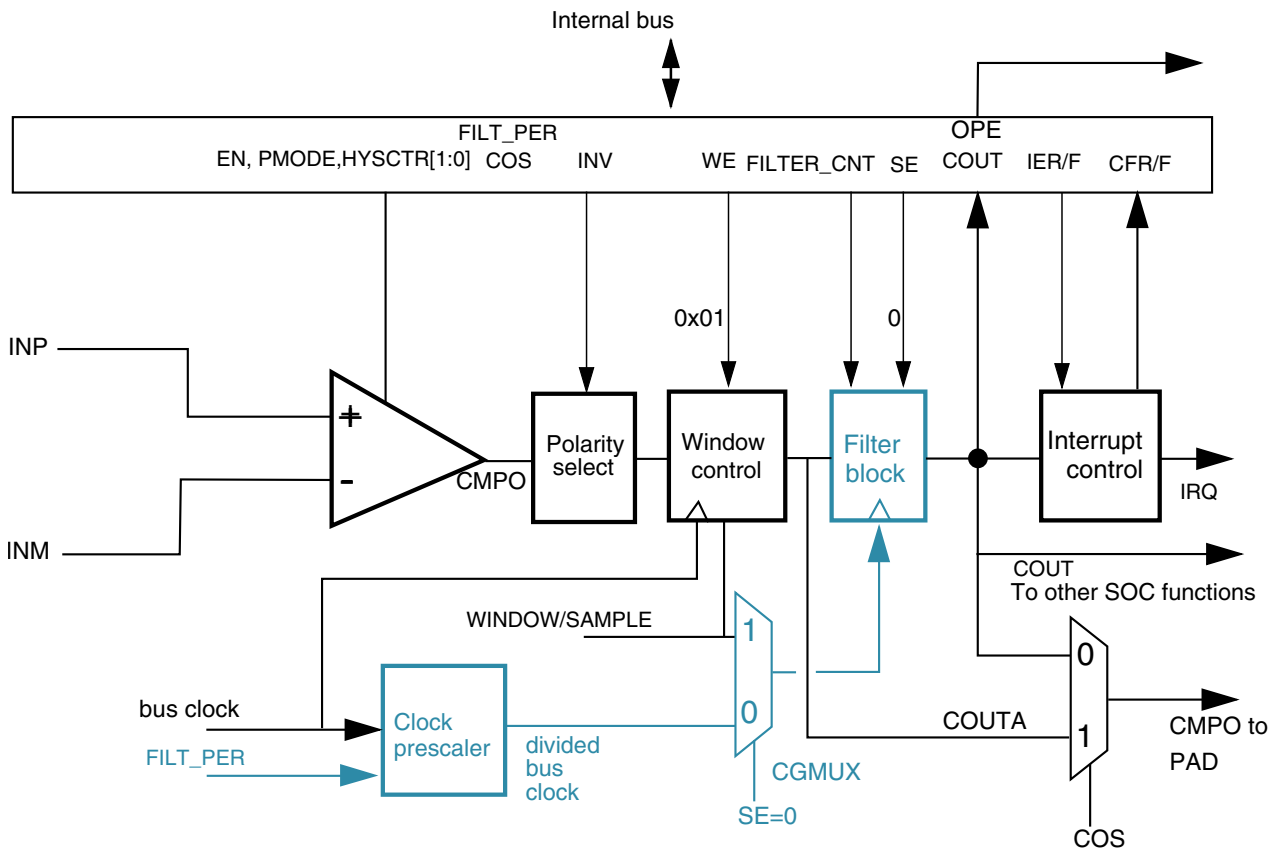 Internal bus
FILT_PER
OPE
EN, PMODE,HYSCTR[1:0] COS INV WE FILTER_CNT SE COUT IER/F CFR/F
0x01
0
INP
+
-
INM
CMPO
Polarity
select
Window
control
Filter
block
Interrupt
control
IRQ
COUT
To other SOC functions
WINDOW/SAMPLE
1
0
bus clock
FILT_PER
Clock
prescaler
divided
bus
clock
CGMUX
SE=0
0
1
COUTA
CMPO to
PAD
COS